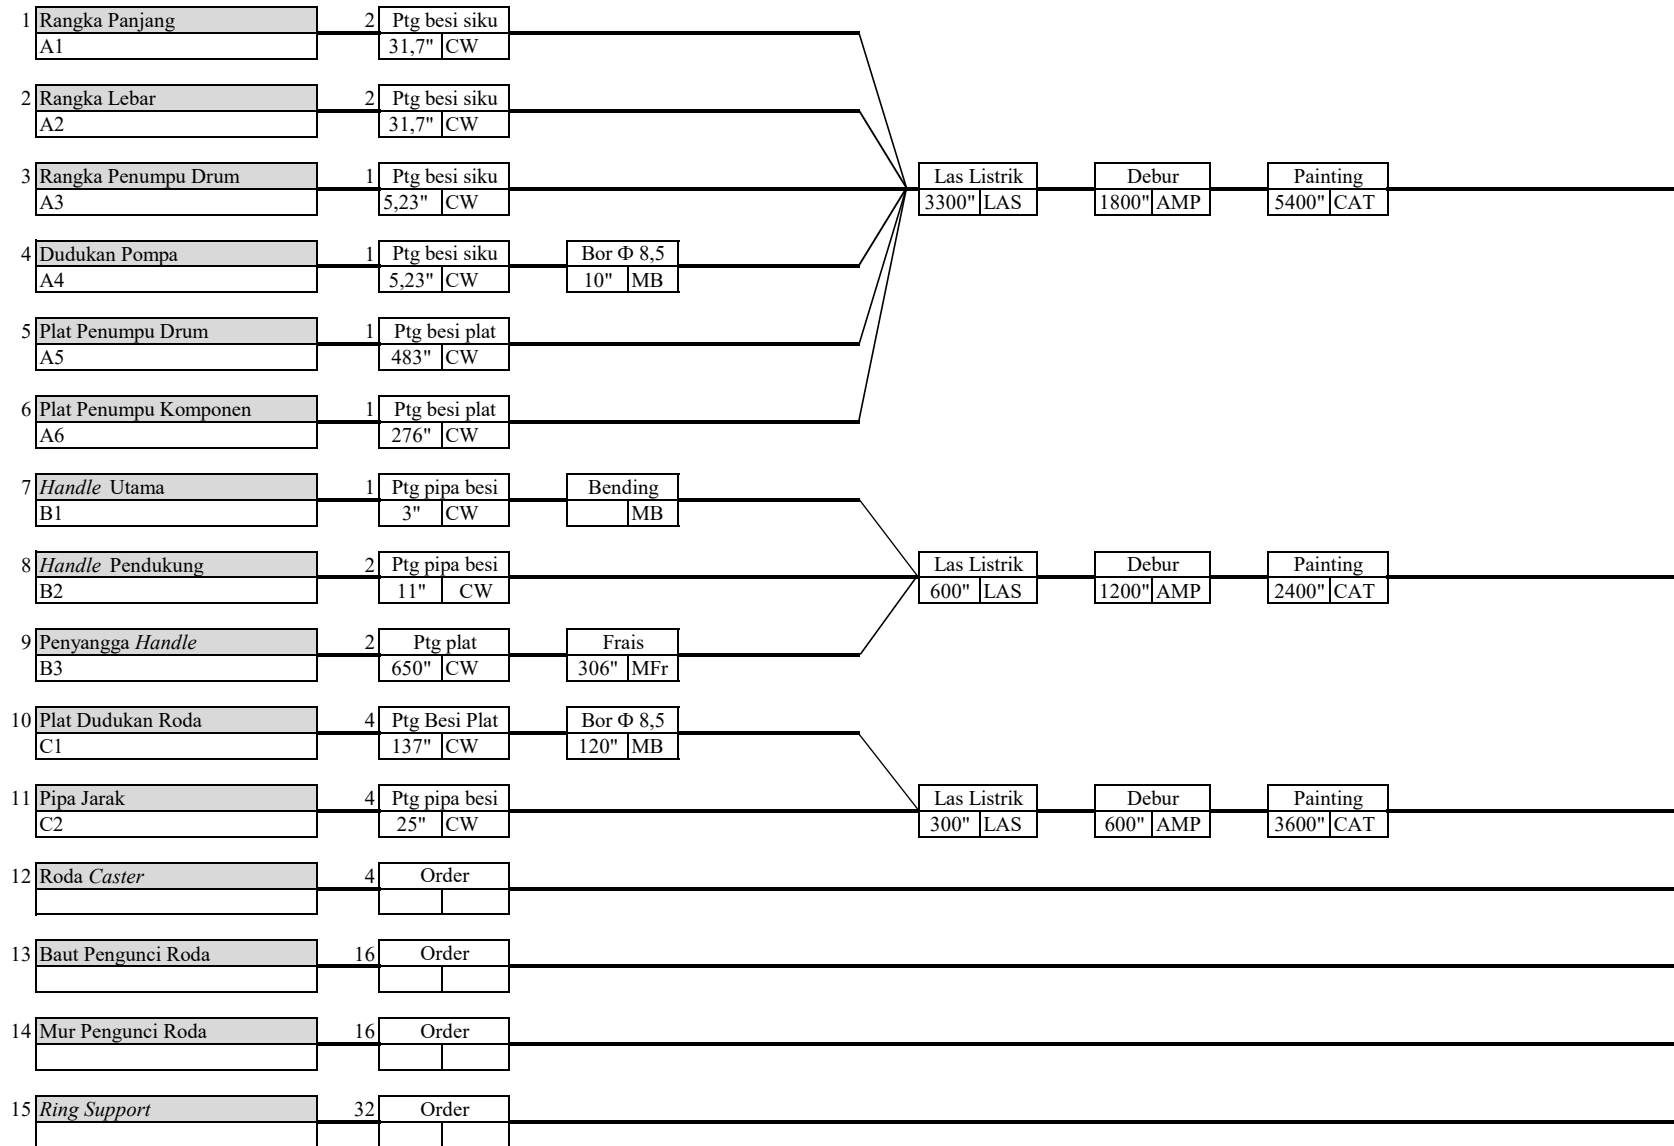 1 Rangka Panjang 2 Ptg besi siku
A1 31,7" CW
2 Rangka Lebar 2 Ptg besi siku
A2 31,7" CW
3 Rangka Penumpu Drum 1 Ptg besi siku Las Listrik Debur Painting
A3 5,23" CW 3300" LAS 1800" AMP 5400" CAT
4 Dudukan Pompa 1 Ptg besi siku Bor Φ 8,5
A4 5,23" CW 10" MB
5 Plat Penumpu Drum 1 Ptg besi plat
A5 483" CW
6 Plat Penumpu Komponen 1 Ptg besi plat
A6 276" CW
7 Handle Utama 1 Ptg pipa besi Bending
B1 3" CW MB
8 Handle Pendukung 2 Ptg pipa besi Las Listrik Debur Painting
B2 11" CW 600" LAS 1200" AMP 2400" CAT
9 Penyangga Handle 2 Ptg plat Frais
B3 650" CW 306" MFr
10 Plat Dudukan Roda 4 Ptg Besi Plat Bor Φ 8,5
C1 137" CW 120" MB
11 Pipa Jarak 4 Ptg pipa besi Las Listrik Debur Painting
C2 25" CW 300" LAS 600" AMP 3600" CAT
12 Roda Caster 4 Order
13 Baut Pengunci Roda 16 Order
14 Mur Pengunci Roda 16 Order
15 Ring Support 32 Order